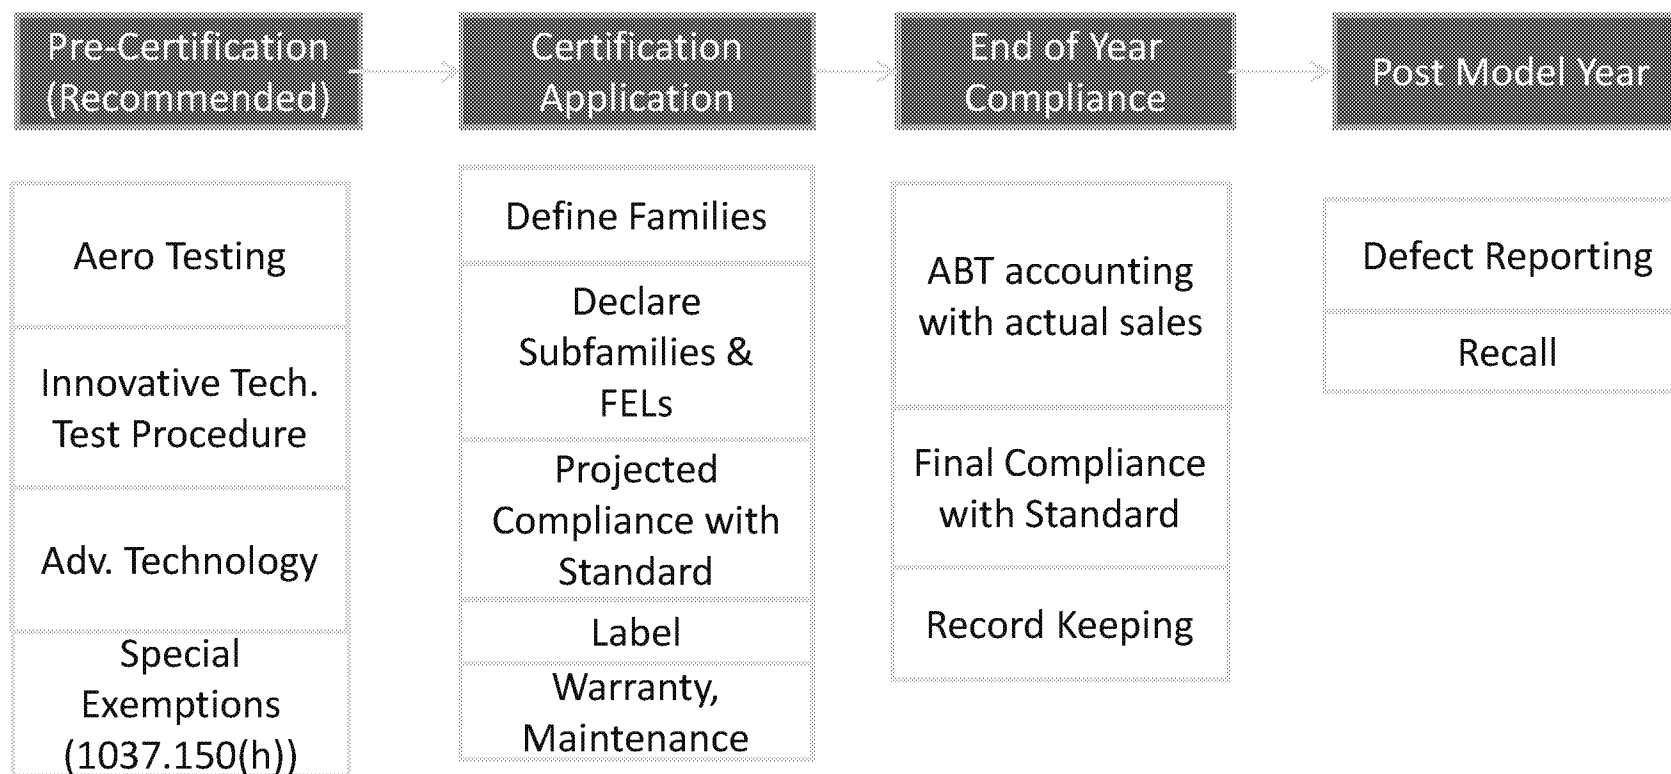 Pre-Certification
(Recommended)
Certification
Application
End of Year
Compliance
Post Model Year
Aero Testing
Innovative Tech.
Test Procedure
Adv. Technology
Special
Exemptions
(1037.150(h))
Define Families
Declare
Subfamilies &
FELs
Projected
Compliance with
Standard
Label
Warranty,
Maintenance
ABT accounting
with actual sales
Final Compliance
with Standard
Record Keeping
Defect Reporting
Recall